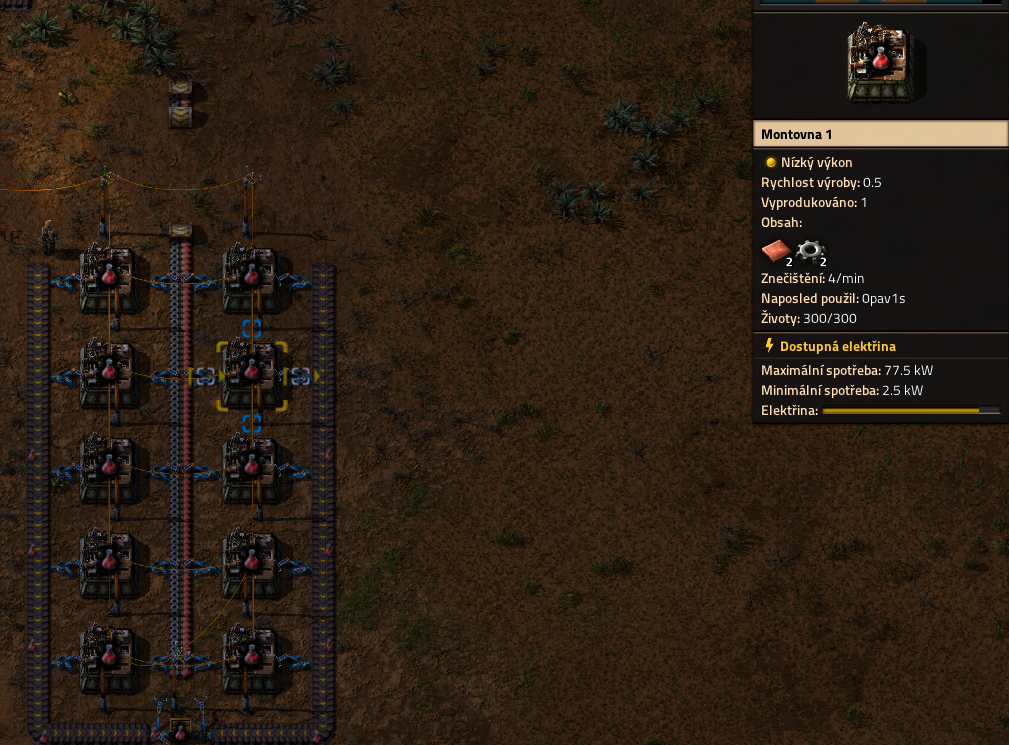 Montovna 1
Nízký výkon
Rychlost výroby: 0.5
Vyprodukováno: 1
Obsah:
2 2
Znečištění: 4/min
Naposled použil: 0pav1s
Životy: 300/300
Dostupná elektřina
Maximální spotřeba: 77.5 kW
Minimální spotřeba: 2.5 kW
Elektřina: